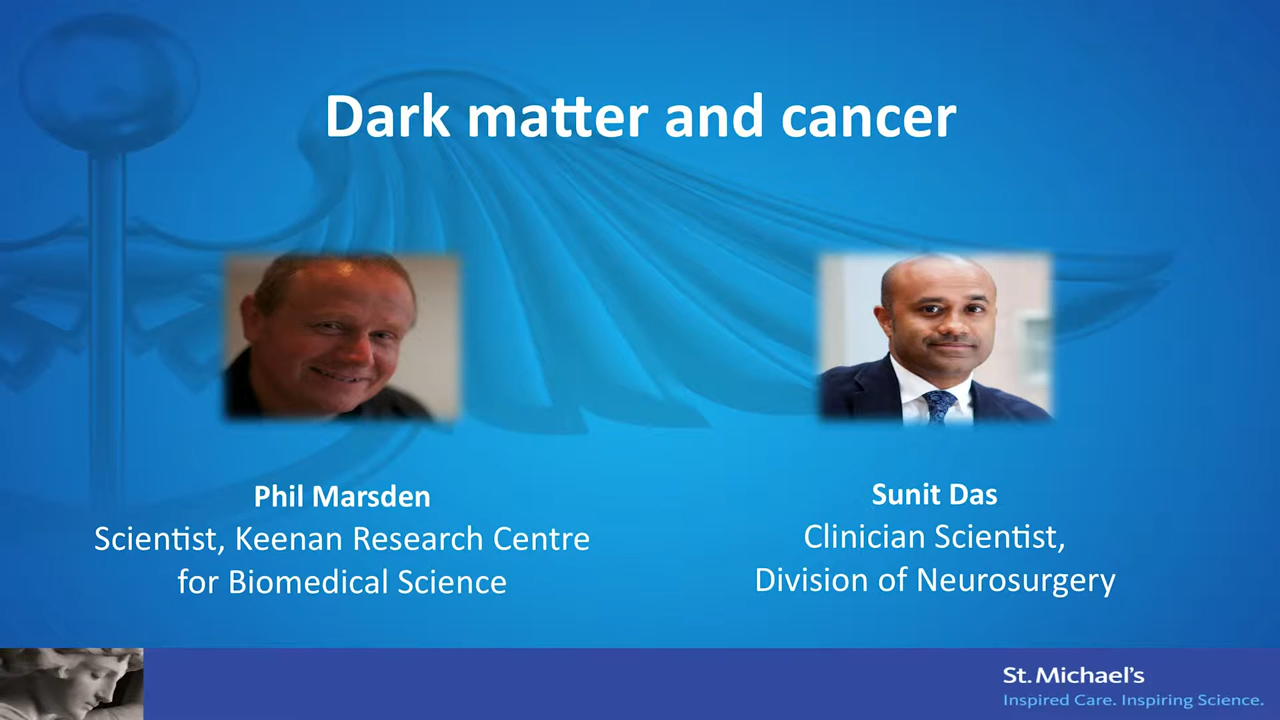 Dark matter and cancer
Phil Marsden
Scientist, Keenan Research Centre
for Biomedical Science
Sunit Das
Clinician Scientist,
Division of Neurosurgery
St. Michael's
Inspired Care. Inspiring Science.